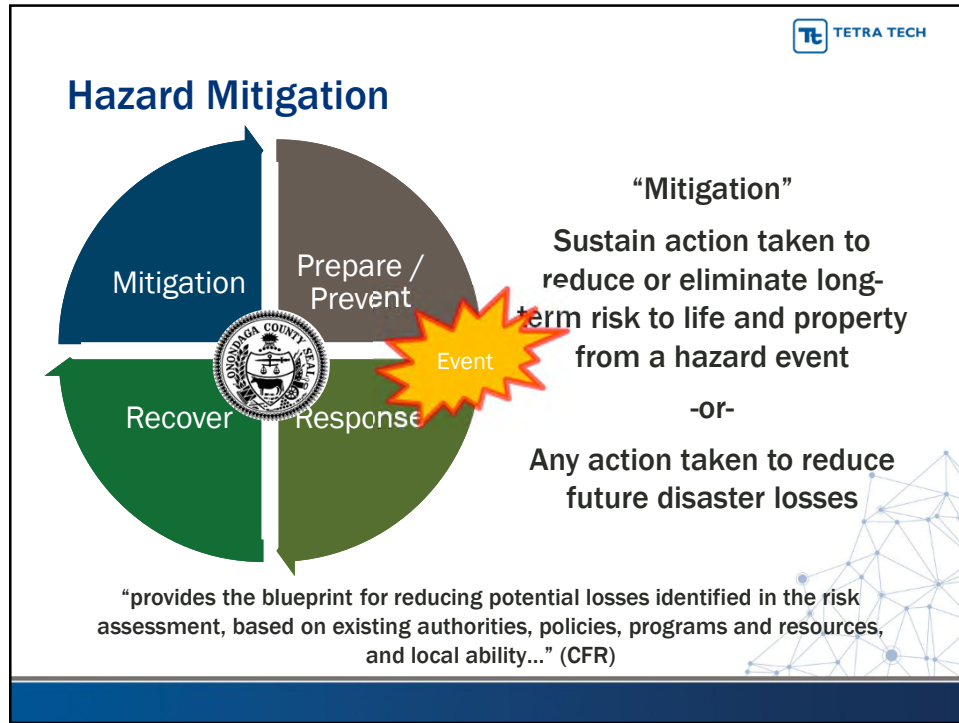 TETRA TECH
Hazard Mitigation
Mitigation
Prepare /
Prevent
Event
Recover
Response
ONONDAGA COUNTY SEAL
“Mitigation”
Sustain action taken to
reduce or eliminate long-
term risk to life and property
from a hazard event
-or-
Any action taken to reduce
future disaster losses
“provides the blueprint for reducing potential losses identified in the risk
assessment, based on existing authorities, policies, programs and resources,
and local ability...” (CFR)